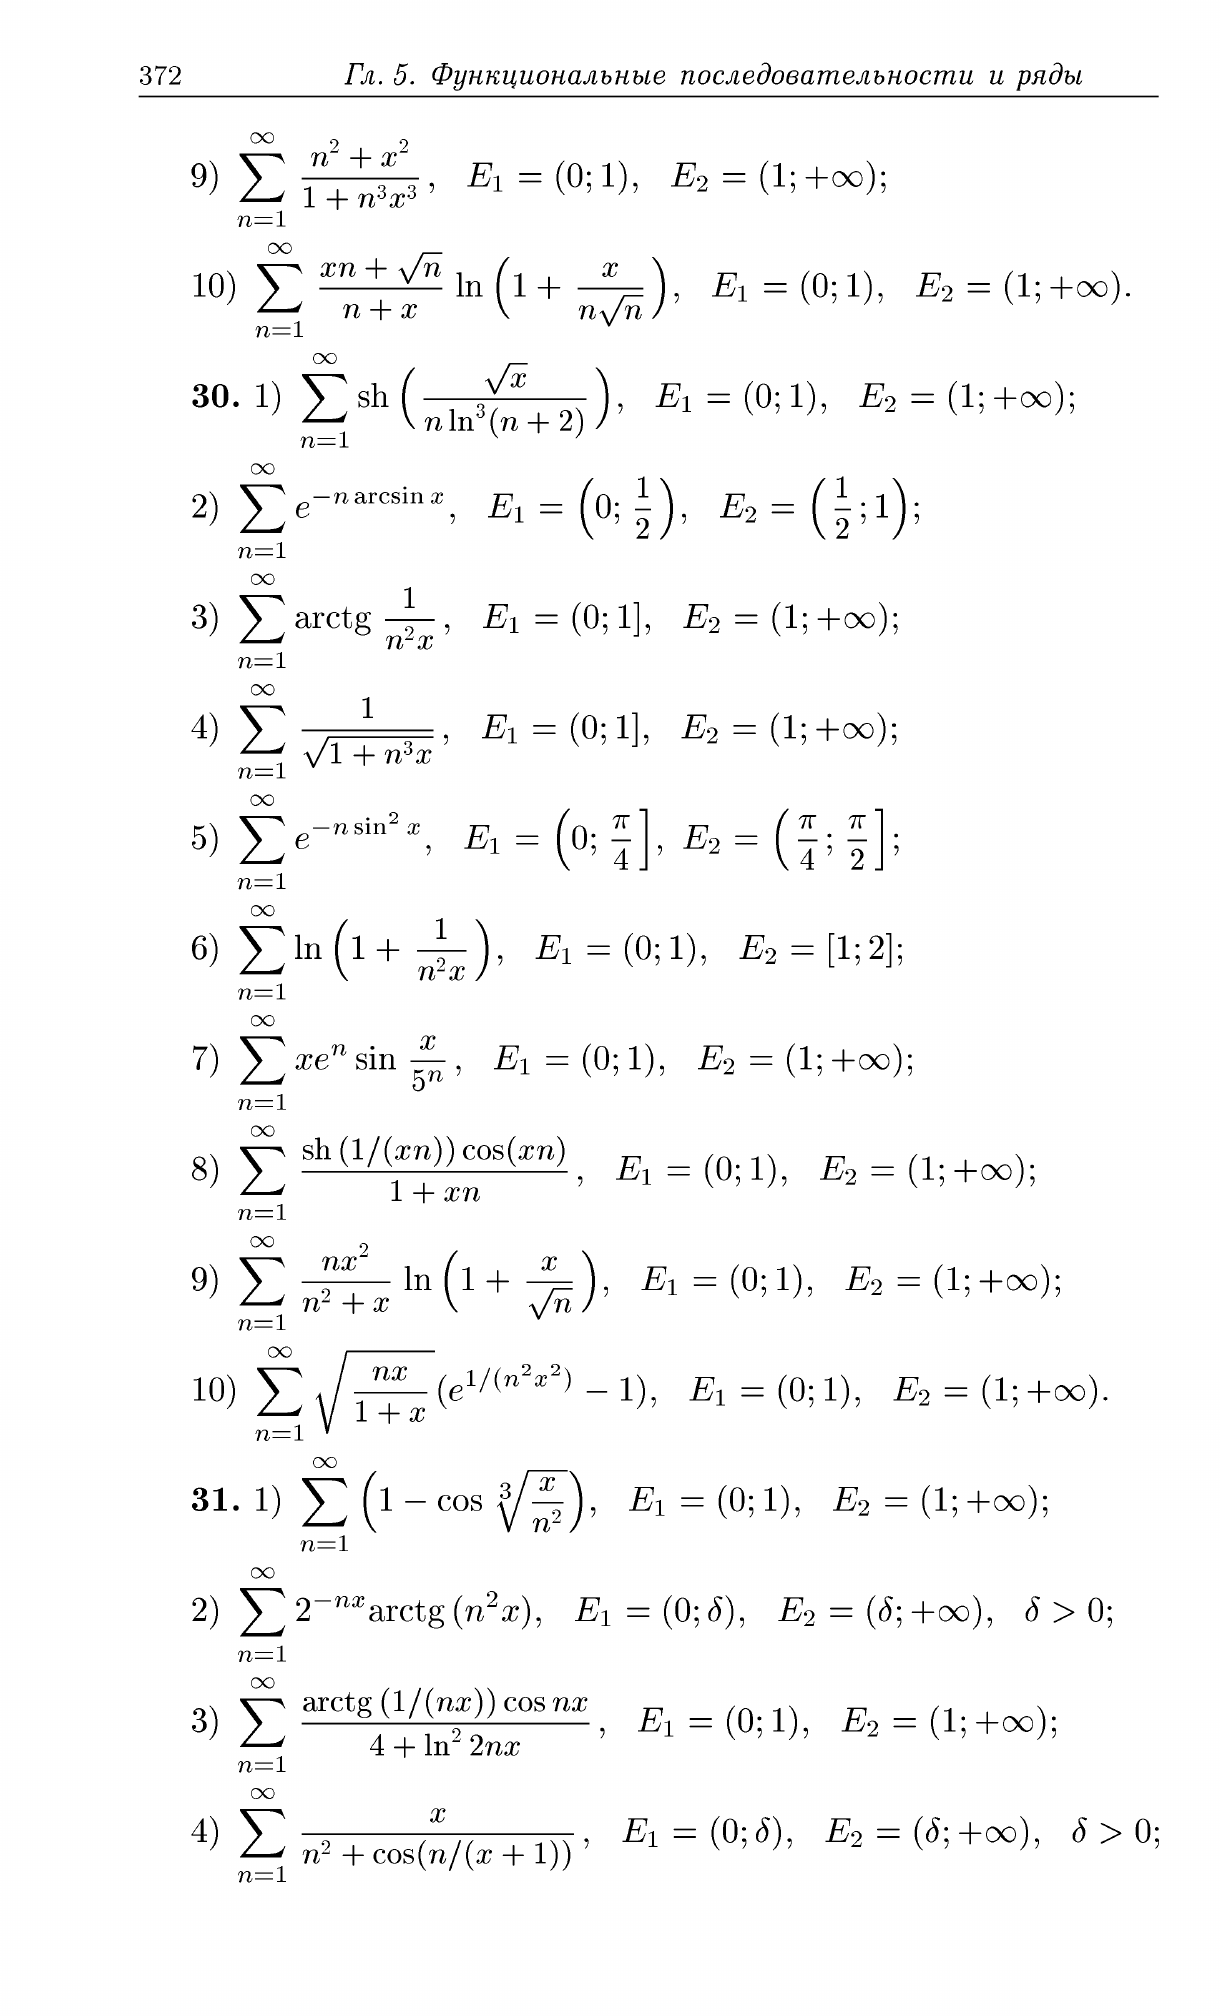 372 Гл. 5. Функциональные последовательности и ряды
9) $\sum_{n=1}^{\infty} \frac{n^2+x^2}{1+n^3x^3}$, $E_1 = (0; 1)$, $E_2 = (1; +\infty)$;
10) $\sum_{n=1}^{\infty} \frac{xn+\sqrt{n}}{n+x} \ln\left(1+\frac{x}{n\sqrt{n}}\right)$, $E_1 = (0; 1)$, $E_2 = (1; +\infty)$.
30. 1) $\sum_{n=1}^{\infty} \text{sh}\left(\frac{\sqrt{x}}{n\ln^3(n+2)}\right)$, $E_1 = (0; 1)$, $E_2 = (1; +\infty)$;
2) $\sum_{n=1}^{\infty} e^{-n \arcsin x}$, $E_1 = \left(0; \frac{1}{2}\right)$, $E_2 = \left(\frac{1}{2}; 1\right)$;
3) $\sum_{n=1}^{\infty} \text{arctg} \frac{1}{n^2x}$, $E_1 = (0; 1]$, $E_2 = (1; +\infty)$;
4) $\sum_{n=1}^{\infty} \frac{1}{\sqrt{1+n^3x}}$, $E_1 = (0; 1]$, $E_2 = (1; +\infty)$;
5) $\sum_{n=1}^{\infty} e^{-n \sin^2 x}$, $E_1 = \left(0; \frac{\pi}{4}\right]$, $E_2 = \left(\frac{\pi}{4}; \frac{\pi}{2}\right]$;
6) $\sum_{n=1}^{\infty} \ln\left(1+\frac{1}{n^2x}\right)$, $E_1 = (0; 1)$, $E_2 = [1; 2]$;
7) $\sum_{n=1}^{\infty} xe^n \sin \frac{x}{5^n}$, $E_1 = (0; 1)$, $E_2 = (1; +\infty)$;
8) $\sum_{n=1}^{\infty} \frac{\text{sh}(1/(xn))\cos(xn)}{1+xn}$, $E_1 = (0; 1)$, $E_2 = (1; +\infty)$;
9) $\sum_{n=1}^{\infty} \frac{nx^2}{n^2+x} \ln\left(1+\frac{x}{\sqrt{n}}\right)$, $E_1 = (0; 1)$, $E_2 = (1; +\infty)$;
10) $\sum_{n=1}^{\infty} \sqrt{\frac{nx}{1+x}}(e^{1/(n^2x^2)} - 1)$, $E_1 = (0; 1)$, $E_2 = (1; +\infty)$.
31. 1) $\sum_{n=1}^{\infty} \left(1 - \cos \sqrt[3]{\frac{x}{n^2}}\right)$, $E_1 = (0; 1)$, $E_2 = (1; +\infty)$;
2) $\sum_{n=1}^{\infty} 2^{-nx} \text{arctg}(n^2x)$, $E_1 = (0; \delta)$, $E_2 = (\delta; +\infty)$, $\delta > 0$;
3) $\sum_{n=1}^{\infty} \frac{\text{arctg}(1/(nx))\cos nx}{4+\ln^2 2nx}$, $E_1 = (0; 1)$, $E_2 = (1; +\infty)$;
4) $\sum_{n=1}^{\infty} \frac{x}{n^2+\cos(n/(x+1))}$, $E_1 = (0; \delta)$, $E_2 = (\delta; +\infty)$, $\delta > 0$;